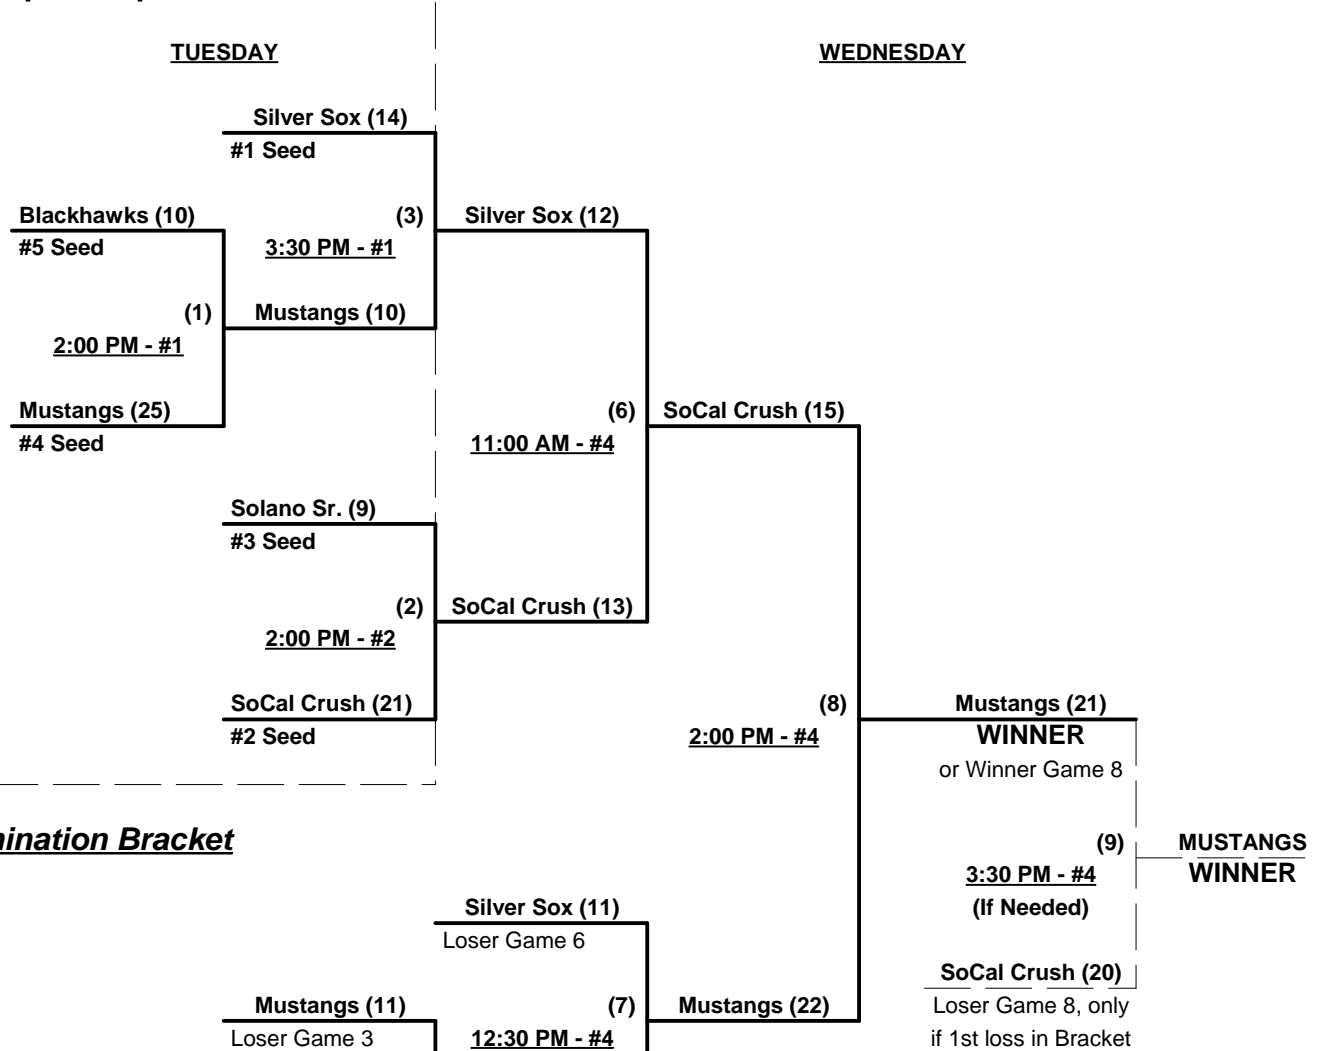 TUESDAY
WEDNESDAY
Silver Sox (14)
#1 Seed
Blackhawks (10)
(3)
Silver Sox (12)
#5 Seed
3:30 PM - #1
(1)
Mustangs (10)
2:00 PM - #1
Mustangs (25)
(6)
SoCal Crush (15)
#4 Seed
11:00 AM - #4
Solano Sr. (9)
#3 Seed
(2)
SoCal Crush (13)
2:00 PM - #2
SoCal Crush (21)
(8)
Mustangs (21)
#2 Seed
2:00 PM - #4
WINNER
or Winner Game 8
mination Bracket
(9)
MUSTANGS
3:30 PM - #4
WINNER
Silver Sox (11)
(If Needed)
Loser Game 6
SoCal Crush (20)
Mustangs (11)
(7)
Mustangs (22)
Loser Game 8, only
Loser Game 3
12:30 PM - #4
if 1st loss in Bracket